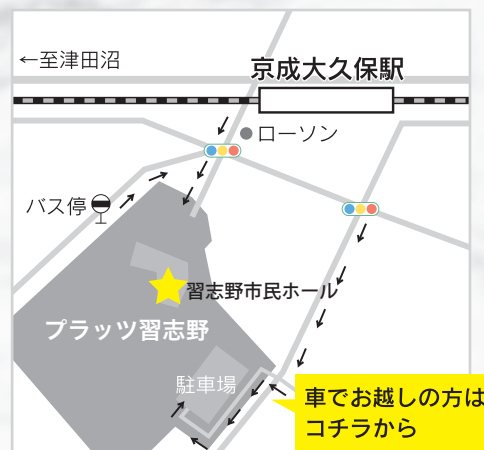 ←至津田沼
京成大久保駅
ローソン
バス停
習志野市民ホール
プラッツ習志野
駐車場
車でお越しの方は
コチラから